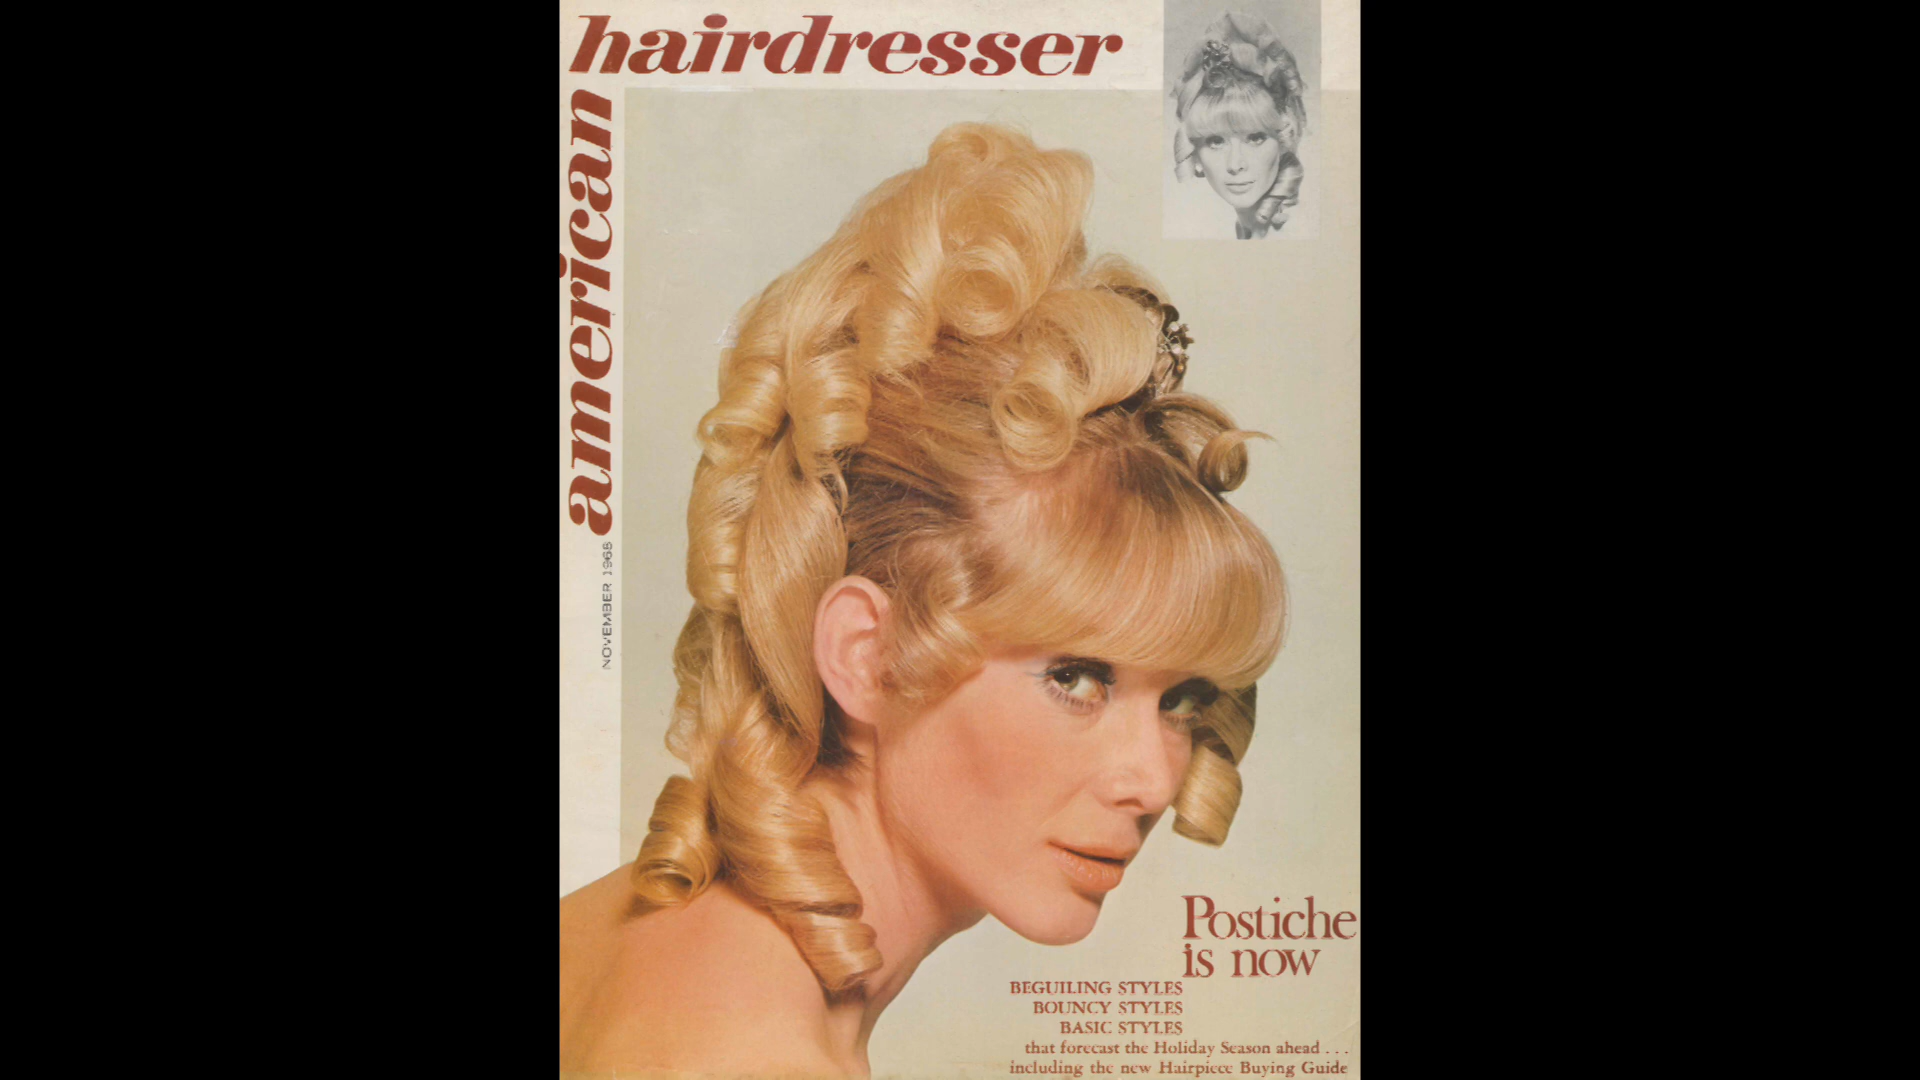 hairdresser
american
NOVEMBER 1968
Postiche
is now
BEGUILING STYLES
BOUNCY STYLES
BASIC STYLES
that forecast the Holiday Season ahead . . .
including the new Hairpiece Buying Guide